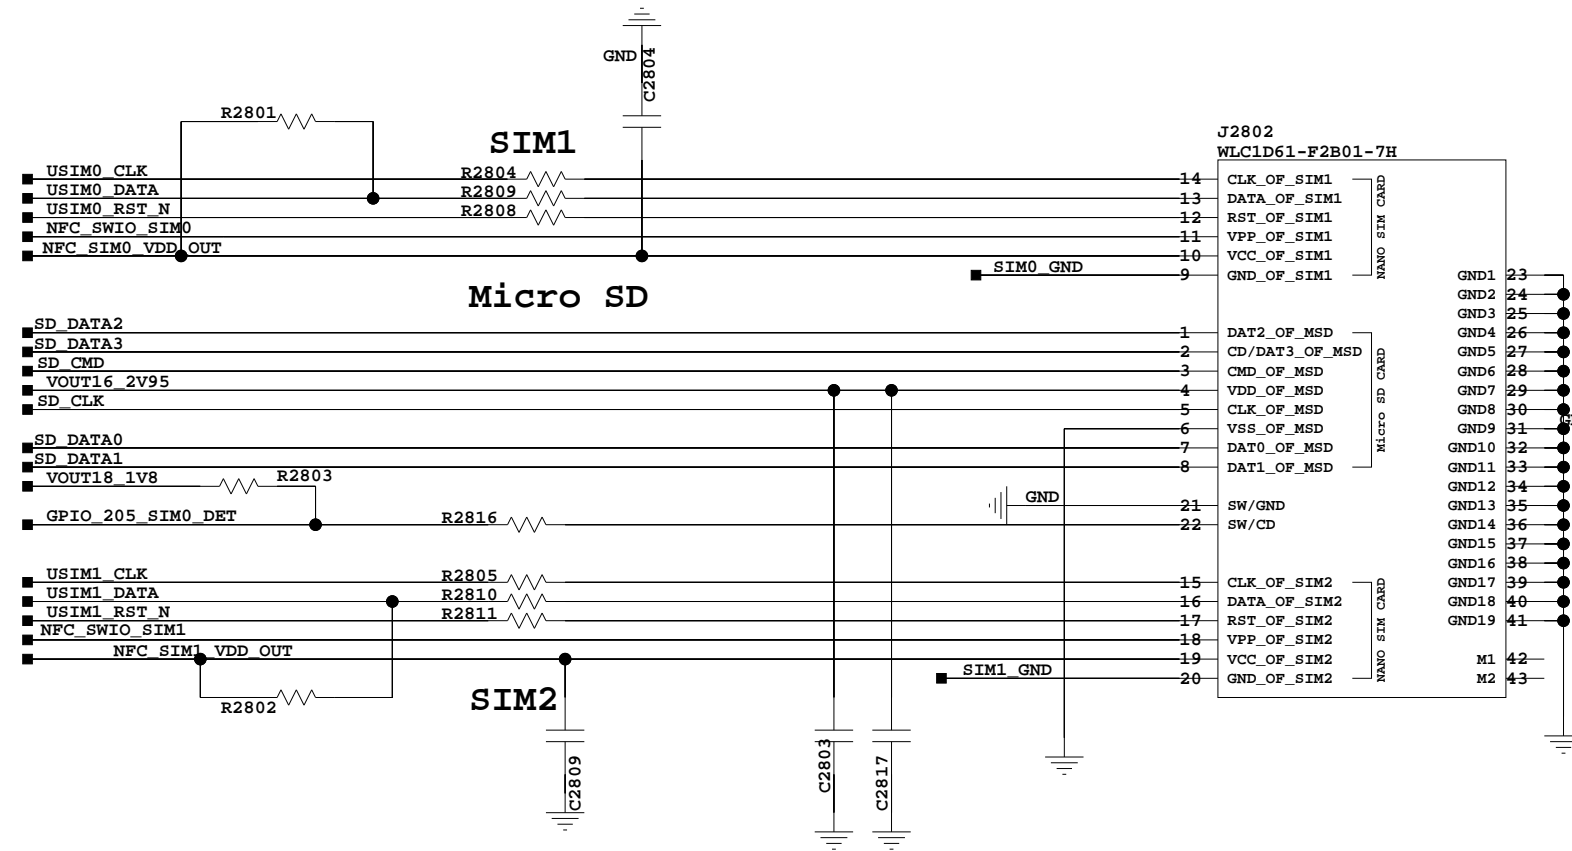 GND
C2804
R2801
SIM1
J2802
WLC1D61-F2B01-7H
USIM0_CLK
R2804
14
CLK_OF_SIM1
USIM0_DATA
R2809
13
DATA_OF_SIM1
USIM0_RST_N
R2808
12
RST_OF_SIM1
NFC_SWIO_SIM0
11
VPP_OF_SIM1
NFC_SIM0_VDD_OUT
10
VCC_OF_SIM1
SIM0_GND
9
GND_OF_SIM1
NANO SIM CARD
GND1 23
Micro SD
GND2 24
GND3 25
SD_DATA2
1
DAT2_OF_MSD
GND4 26
SD_DATA3
2
CD/DAT3_OF_MSD
GND5 27
SD_CMD
3
CMD_OF_MSD
GND6 28
VOUT16_2V95
4
VDD_OF_MSD
GND7 29
SD_CLK
5
CLK_OF_MSD
GND8 30
6
VSS_OF_MSD
GND9 31
SD_DATA0
7
DAT0_OF_MSD
GND10 32
SD_DATA1
8
DAT1_OF_MSD
Micro SD CARD
GND11 33
VOUT18_1V8
R2803
GND12 34
GND
21
SW/GND
GND13 35
GPIO_205_SIM0_DET
R2816
22
SW/CD
GND14 36
GND15 37
GND16 38
USIM1_CLK
R2805
15
CLK_OF_SIM2
GND17 39
USIM1_DATA
R2810
16
DATA_OF_SIM2
GND18 40
USIM1_RST_N
R2811
17
RST_OF_SIM2
GND19 41
NFC_SWIO_SIM1
18
VPP_OF_SIM2
NFC_SIM1_VDD_OUT
19
VCC_OF_SIM2
M1 42
SIM1_GND
20
GND_OF_SIM2
NANO SIM CARD
M2 43
R2802
SIM2
C2809
C2803
C2817